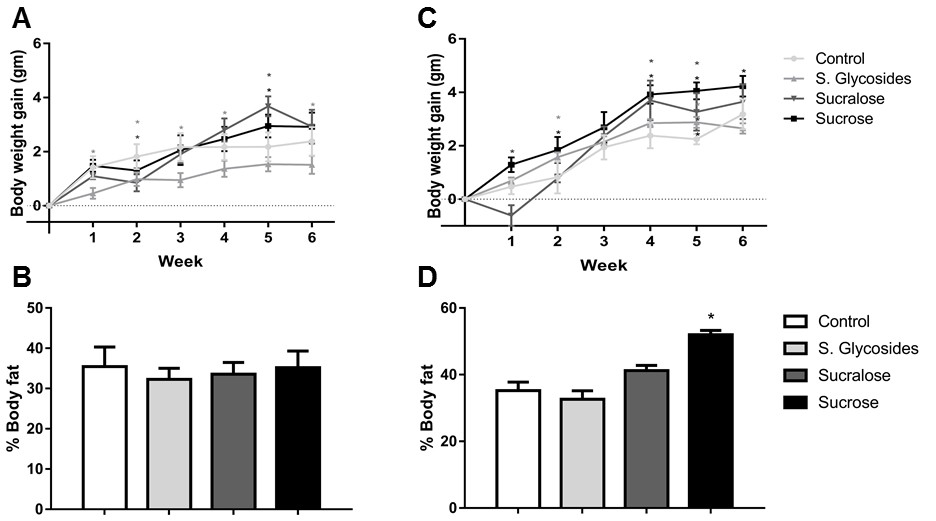 A
Body weight gain (gm)
6
4
2
0
* * * * * * * *
1 2 3 4 5 6
Week
C
Body weight gain (gm)
6
4
2
0
* * * * * * * * *
1 2 3 4 5 6
Week
Control
S. Glycosides
Sucralose
Sucrose
B
% Body fat
50
40
30
20
10
0
D
% Body fat
60
40
20
0
*
Control
S. Glycosides
Sucralose
Sucrose